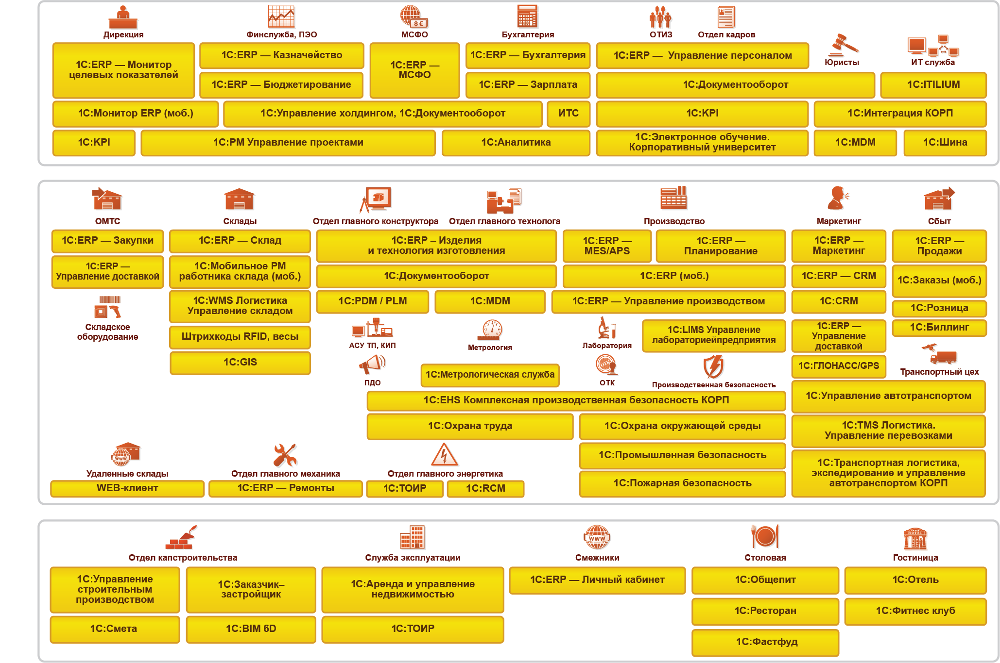 Дирекция
Финслужба, ПЭО
МСФО
Бухгалтерия
ОТИЗ
Отдел кадров
Юристы
ИТ служба
$ €
1С:ERP — Монитор
целевых показателей
1С:ERP — Казначейство
1С:ERP — Бюджетирование
1С:ERP —
МСФО
1С:ERP — Бухгалтерия
1С:ERP — Зарплата
1С:ERP — Управление персоналом
1С:Документооборот
1С:ITILIUM
1С:Монитор ERP (моб.)
1С:Управление холдингом, 1С:Документооборот
ИТС
1С:KPI
1С:Интеграция КОРП
1С:KPI
1С:PM Управление проектами
1С:Аналитика
1С:Электронное обучение.
Корпоративный университет
1С:MDM
1С:Шина
ОМТС
Склады
Отдел главного конструктора
Отдел главного технолога
Производство
Маркетинг
Сбыт
1С:ERP — Закупки
1С:ERP —
Управление доставкой
Складское
оборудование
1С:ERP — Склад
1С:Мобильное РМ
работника склада (моб.)
1С:WMS Логистика
Управление складом
Штрихкоды RFID, весы
1С:GIS
1С:ERP – Изделия
и технология изготовления
1С:Документооборот
1С:PDM / PLM
1С:MDM
1С:ERP —
MES/APS
1С:ERP —
Планирование
1С:ERP (моб.)
1С:ERP — Управление производством
АСУ ТП, КИП
Метрология
Лаборатория
1С:LIMS Управление
лабораториейпредприятия
ПДО
1С:Метрологическая служба
ОТК
ОТК
Производственная безопасность
1С:EHS Комплексная производственная безопасность КОРП
1С:Охрана труда
1С:Охрана окружающей среды
1С:Промышленная безопасность
1С:Пожарная безопасность
1С:ERP —
Маркетинг
1С:ERP — CRM
1С:CRM
1С:ERP —
Управление
доставкой
1С:ГЛОНАСС/GPS
1С:ERP —
Продажи
1С:Заказы (моб.)
1С:Розница
1С:Биллинг
Транспортный цех
1С:Управление автотранспортом
1С:TMS Логистика.
Управление перевозками
1С:Транспортная логистика,
экспедирование и управление
автотранспортом КОРП
www
Удаленные склады
WEB-клиент
Отдел главного механика
1С:ERP — Ремонты
Отдел главного энергетика
1С:ТОИР
1С:RCM
Отдел капстроительства
Служба эксплуатации
www
Смежники
Столовая
HOTEL
Гостиница
1С:Управление
строительным
производством
1С:Заказчик–
застройщик
1С:Аренда и управление
недвижимостью
1С:ERP — Личный кабинет
1С:Общепит
1С:Отель
1С:Ресторан
1С:Фитнес клуб
1С:Смета
1С:BIM 6D
1С:ТОИР
1С:Фастфуд